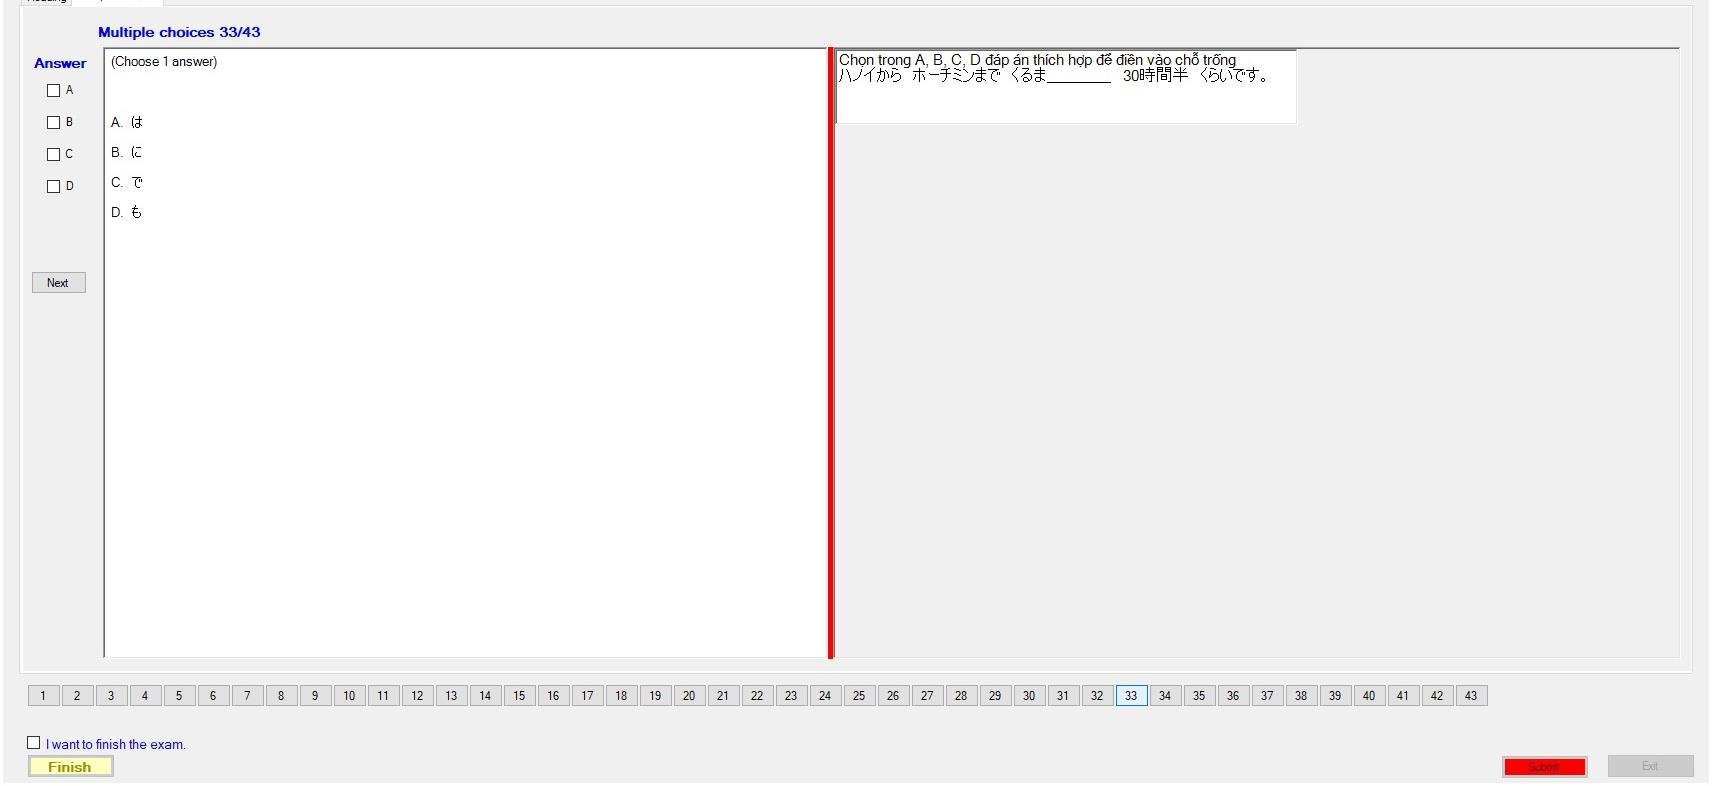 Multiple choices 33/43
Answer
(Choose 1 answer)
A
B
C
D
A. は
B. に
C. で
D. も
Next
Chọn trong A, B, C, D đáp án thích hợp để điền vào chỗ trống
ハノイから ホーチミンまで くるま________ 30時間半 くらいです。
1 2 3 4 5 6 7 8 9 10 11 12 13 14 15 16 17 18 19 20 21 22 23 24 25 26 27 28 29 30 31 32 33 34 35 36 37 38 39 40 41 42 43
I want to finish the exam.
Finish
Submit
Exit